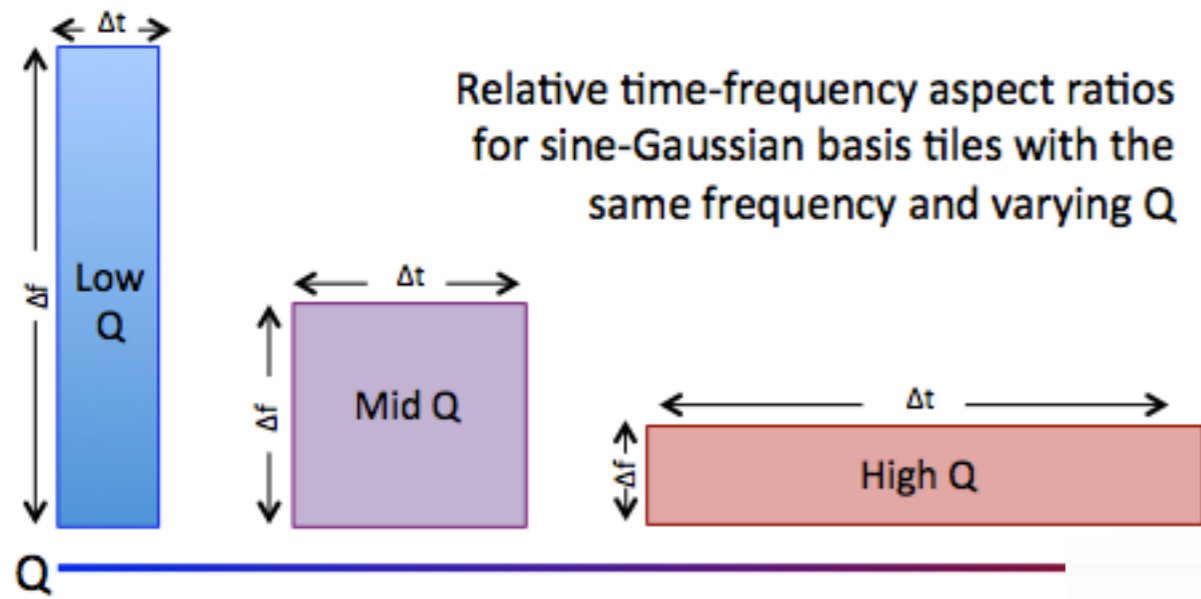 Δt
Relative time-frequency aspect ratios
for sine-Gaussian basis tiles with the
same frequency and varying Q
Δf
Low
Q
Δt
Δf
Mid Q
Δt
Δf
High Q
Q